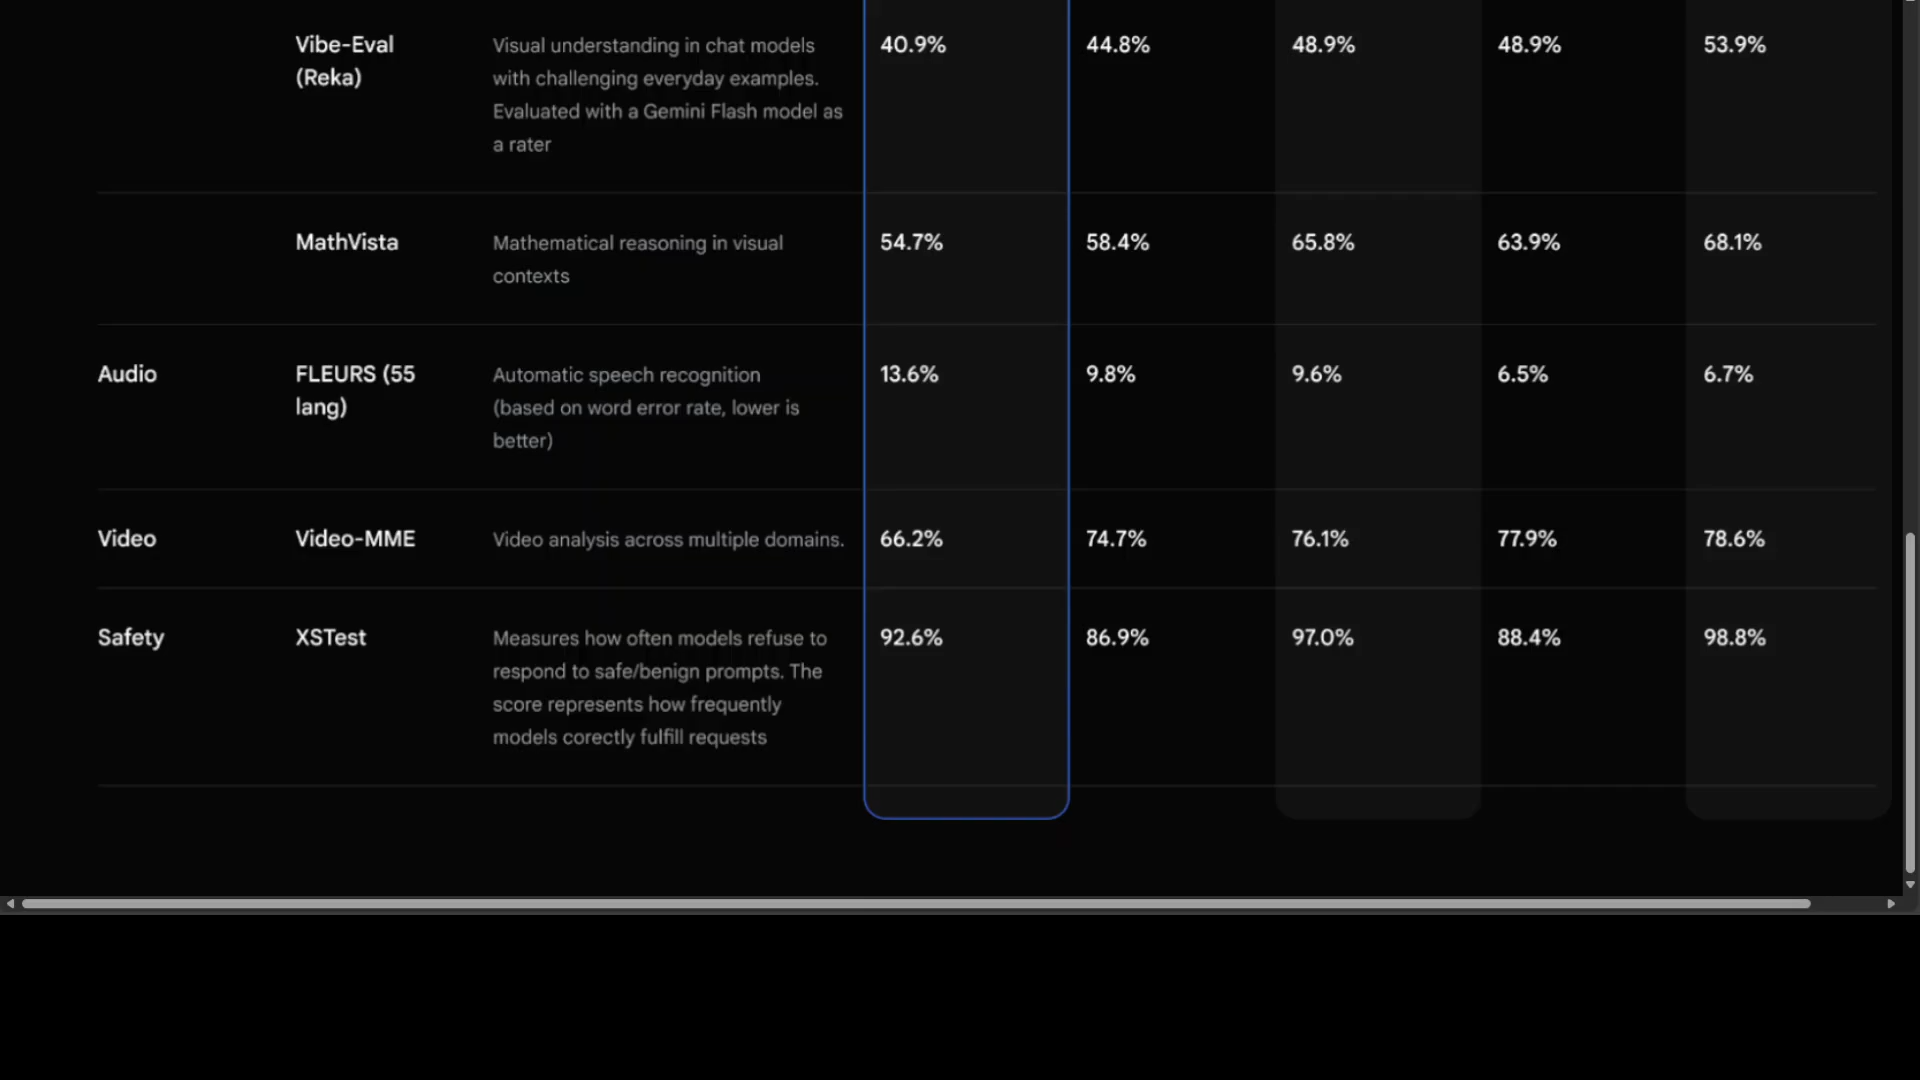 Vibe-Eval
(Reka)
Visual understanding in chat models
with challenging everyday examples.
Evaluated with a Gemini Flash model as
a rater
40.9% 44.8% 48.9% 48.9% 53.9%
MathVista
Mathematical reasoning in visual
contexts
54.7% 58.4% 65.8% 63.9% 68.1%
Audio
FLEURS (55
lang)
Automatic speech recognition
(based on word error rate, lower is
better)
13.6% 9.8% 9.6% 6.5% 6.7%
Video
Video-MME
Video analysis across multiple domains.
66.2% 74.7% 76.1% 77.9% 78.6%
Safety
XSTest
Measures how often models refuse to
respond to safe/benign prompts. The
score represents how frequently
models corectly fulfill requests
92.6% 86.9% 97.0% 88.4% 98.8%